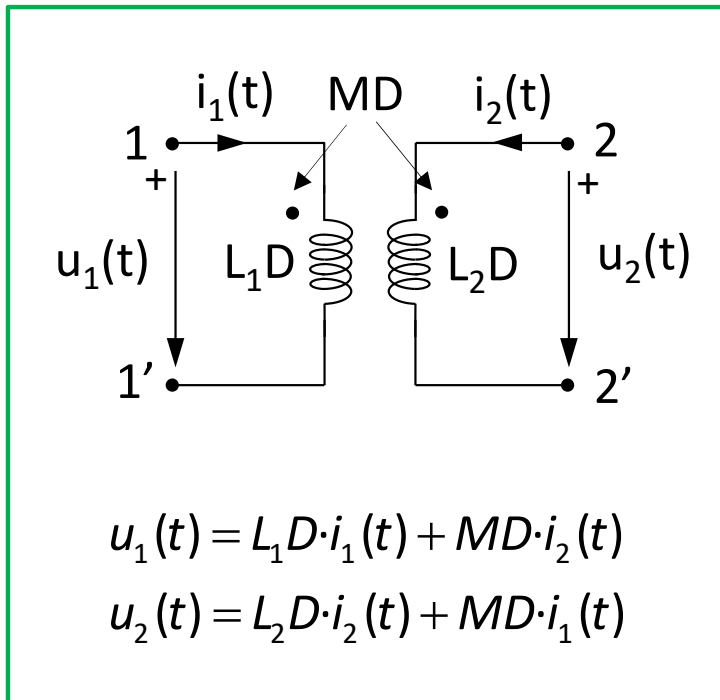 i₁(t) MD i₂(t)
1 2
+ +
u₁(t) L₁D L₂D u₂(t)
1’ 2’
u₁(t) = L₁D·i₁(t) + MD·i₂(t)
u₂(t) = L₂D·i₂(t) + MD·i₁(t)